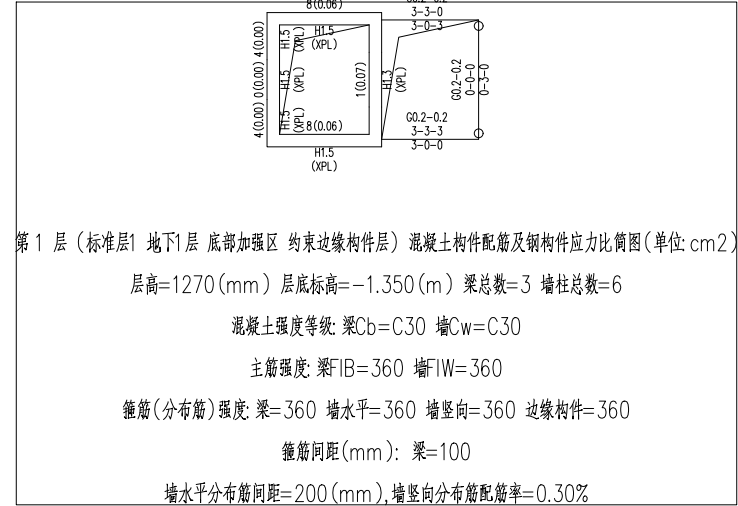 8(0.06)
G0.2-0.2
3-3-0
3-0-3
H1.5
(XPL)
H1.5
(XPL)
4(0.00)
0(0.00)
H1.5
(XPL)
1(0.07)
H1.3
(XPL)
G0.2-0.2
0-0-0
0-3-0
4(0.00)
H1.5
(XPL)
8(0.06)
G0.2-0.2
3-3-3
3-0-0
H1.5
(XPL)
第1 层 (标准层1 地下1层 底部加强区 约束边缘构件层) 混凝土构件配筋及钢构件应力比简图(单位:cm2)
层高=1270(mm) 层底标高=-1.350(m) 梁总数=3 墙柱总数=6
混凝土强度等级: 梁Cb=C30 墙Cw=C30
主筋强度: 梁FIB=360 墙FIW=360
箍筋(分布筋)强度: 梁=360 墙水平=360 墙竖向=360 边缘构件=360
箍筋间距(mm): 梁=100
墙水平分布筋间距=200(mm),墙竖向分布筋配筋率=0.30%